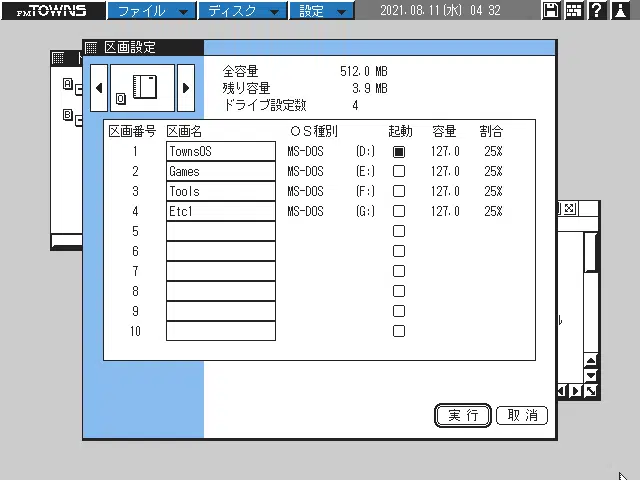 FMTOWNS ファイル ディスク 設定 2021.08.11(水) 04 32
区画設定
全容量 512.0 MB
残り容量 3.9 MB
ドライブ設定数 4
区画番号 区画名 OS種別 起動 容量 割合
1 TownsOS MS-DOS (D:) 127.0 25%
2 Games MS-DOS (E:) 127.0 25%
3 Tools MS-DOS (F:) 127.0 25%
4 Etc1 MS-DOS (G:) 127.0 25%
5
6
7
8
9
10
実行 取消
A
B
0